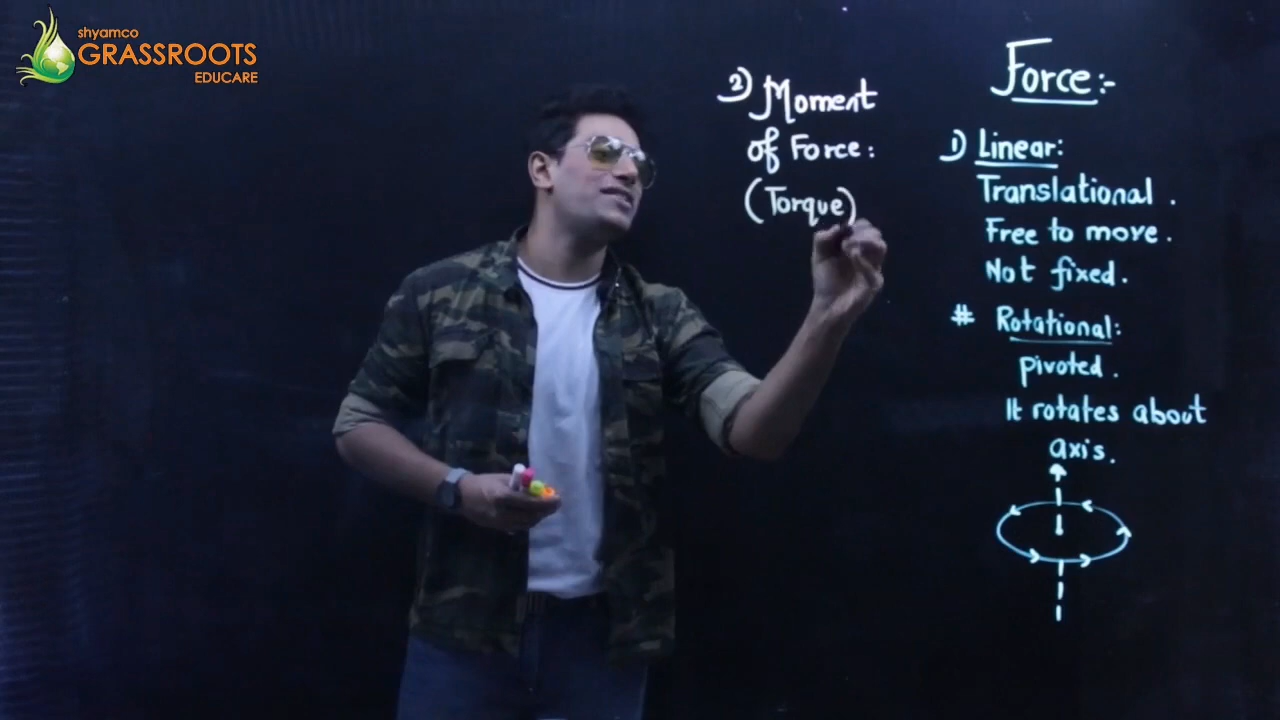 shyamco
GRASSROOTS
EDUCARE
Force:-
1) Linear:
Translational.
Free to move.
Not fixed.
# Rotational:
pivoted.
It rotates about
axis.
2) Moment
of Force:
(Torque)